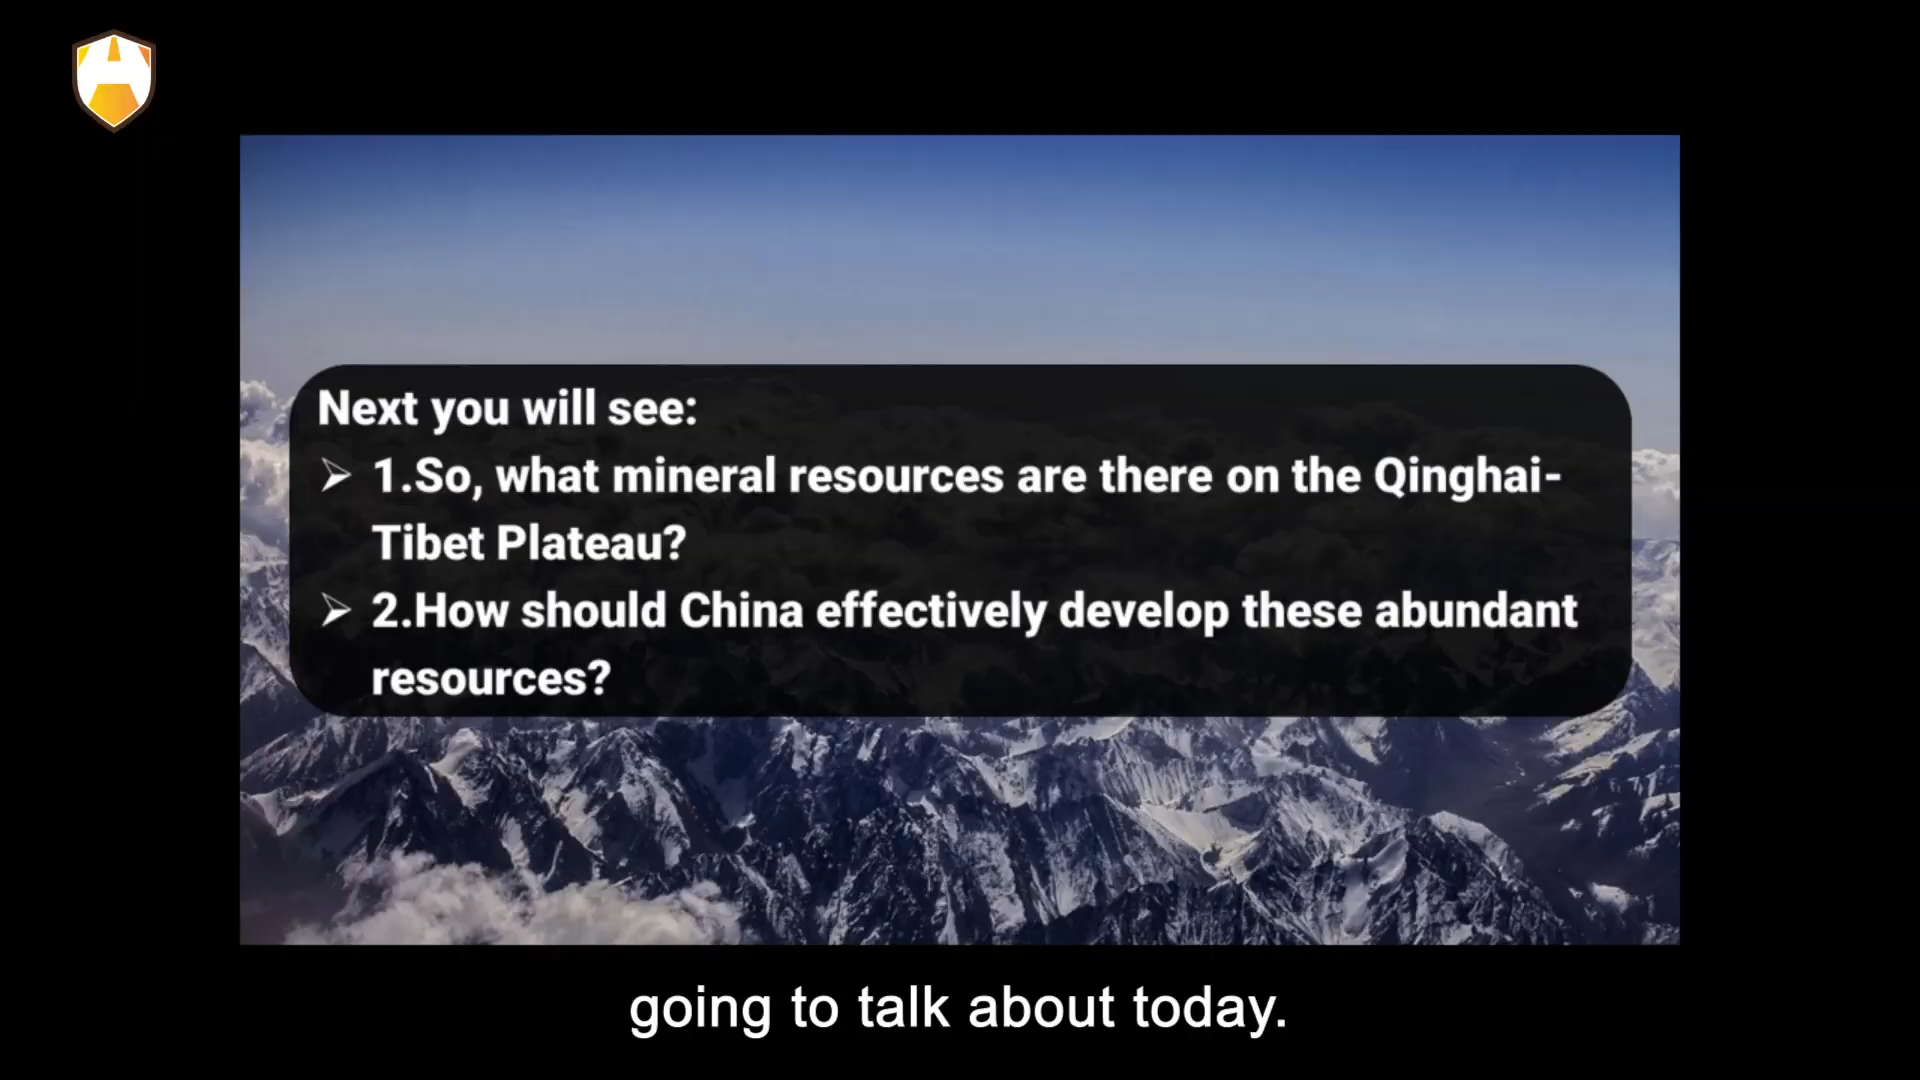 Next you will see:
➢ 1.So, what mineral resources are there on the Qinghai-
Tibet Plateau?
➢ 2.How should China effectively develop these abundant
resources?
going to talk about today.